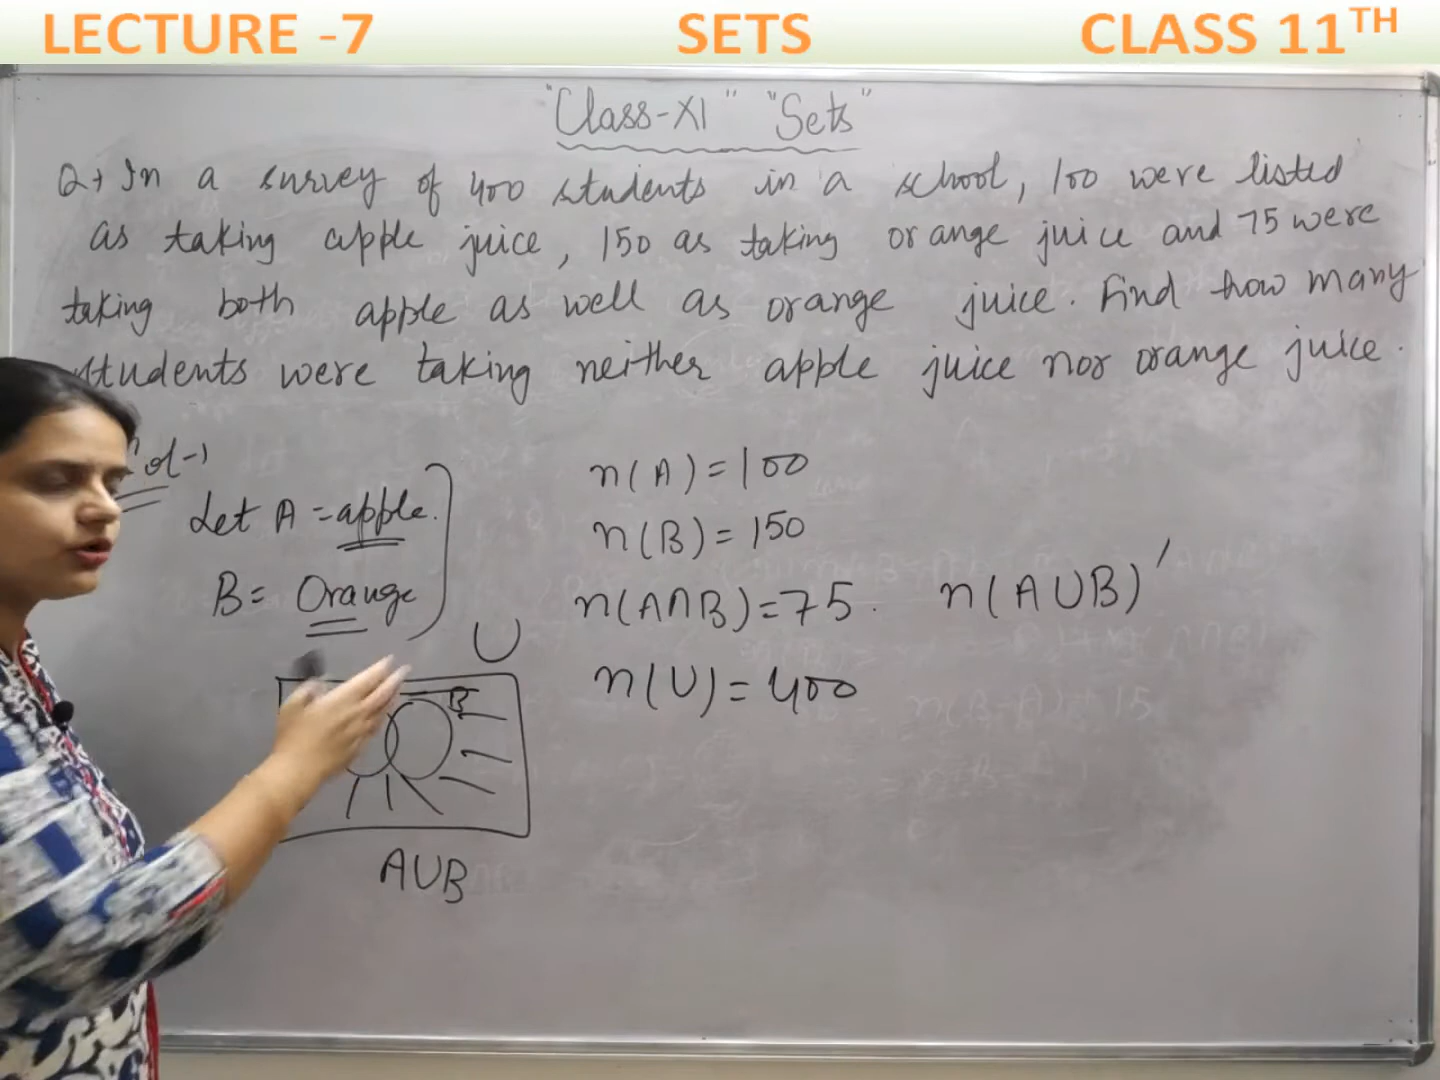 LECTURE -7 SETS CLASS 11TH
"Class-XI" "Sets"
Q→ In a survey of 400 students in a school, 100 were listed
as taking apple juice, 150 as taking orange juice and 75 were
taking both apple as well as orange juice. Find how many
students were taking neither apple juice nor orange juice.
Sol-1
Let A = apple.
B = Orange
n(A) = 100
n(B) = 150
n(A∩B) = 75.
n(A∪B)'
n(U) = 400
U
B
A∪B